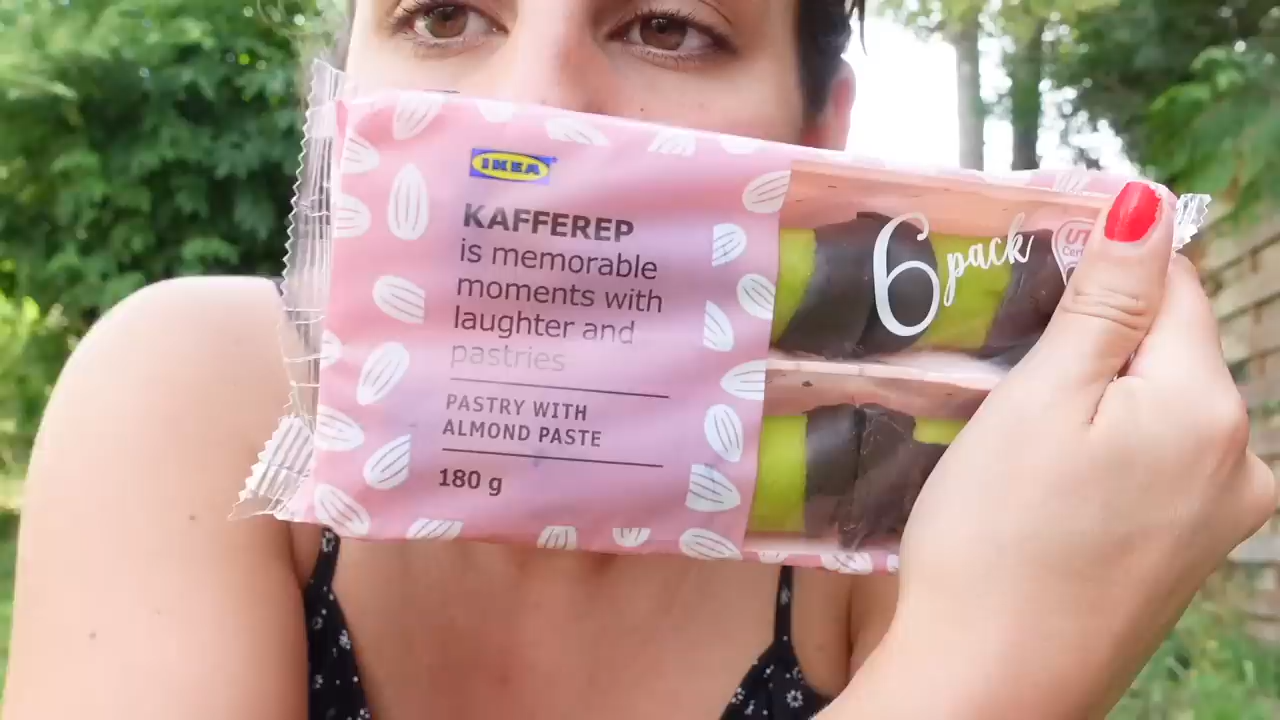 IKEA
KAFFEREP
is memorable
moments with
laughter and
pastries
PASTRY WITH
ALMOND PASTE
180 g
6 pack